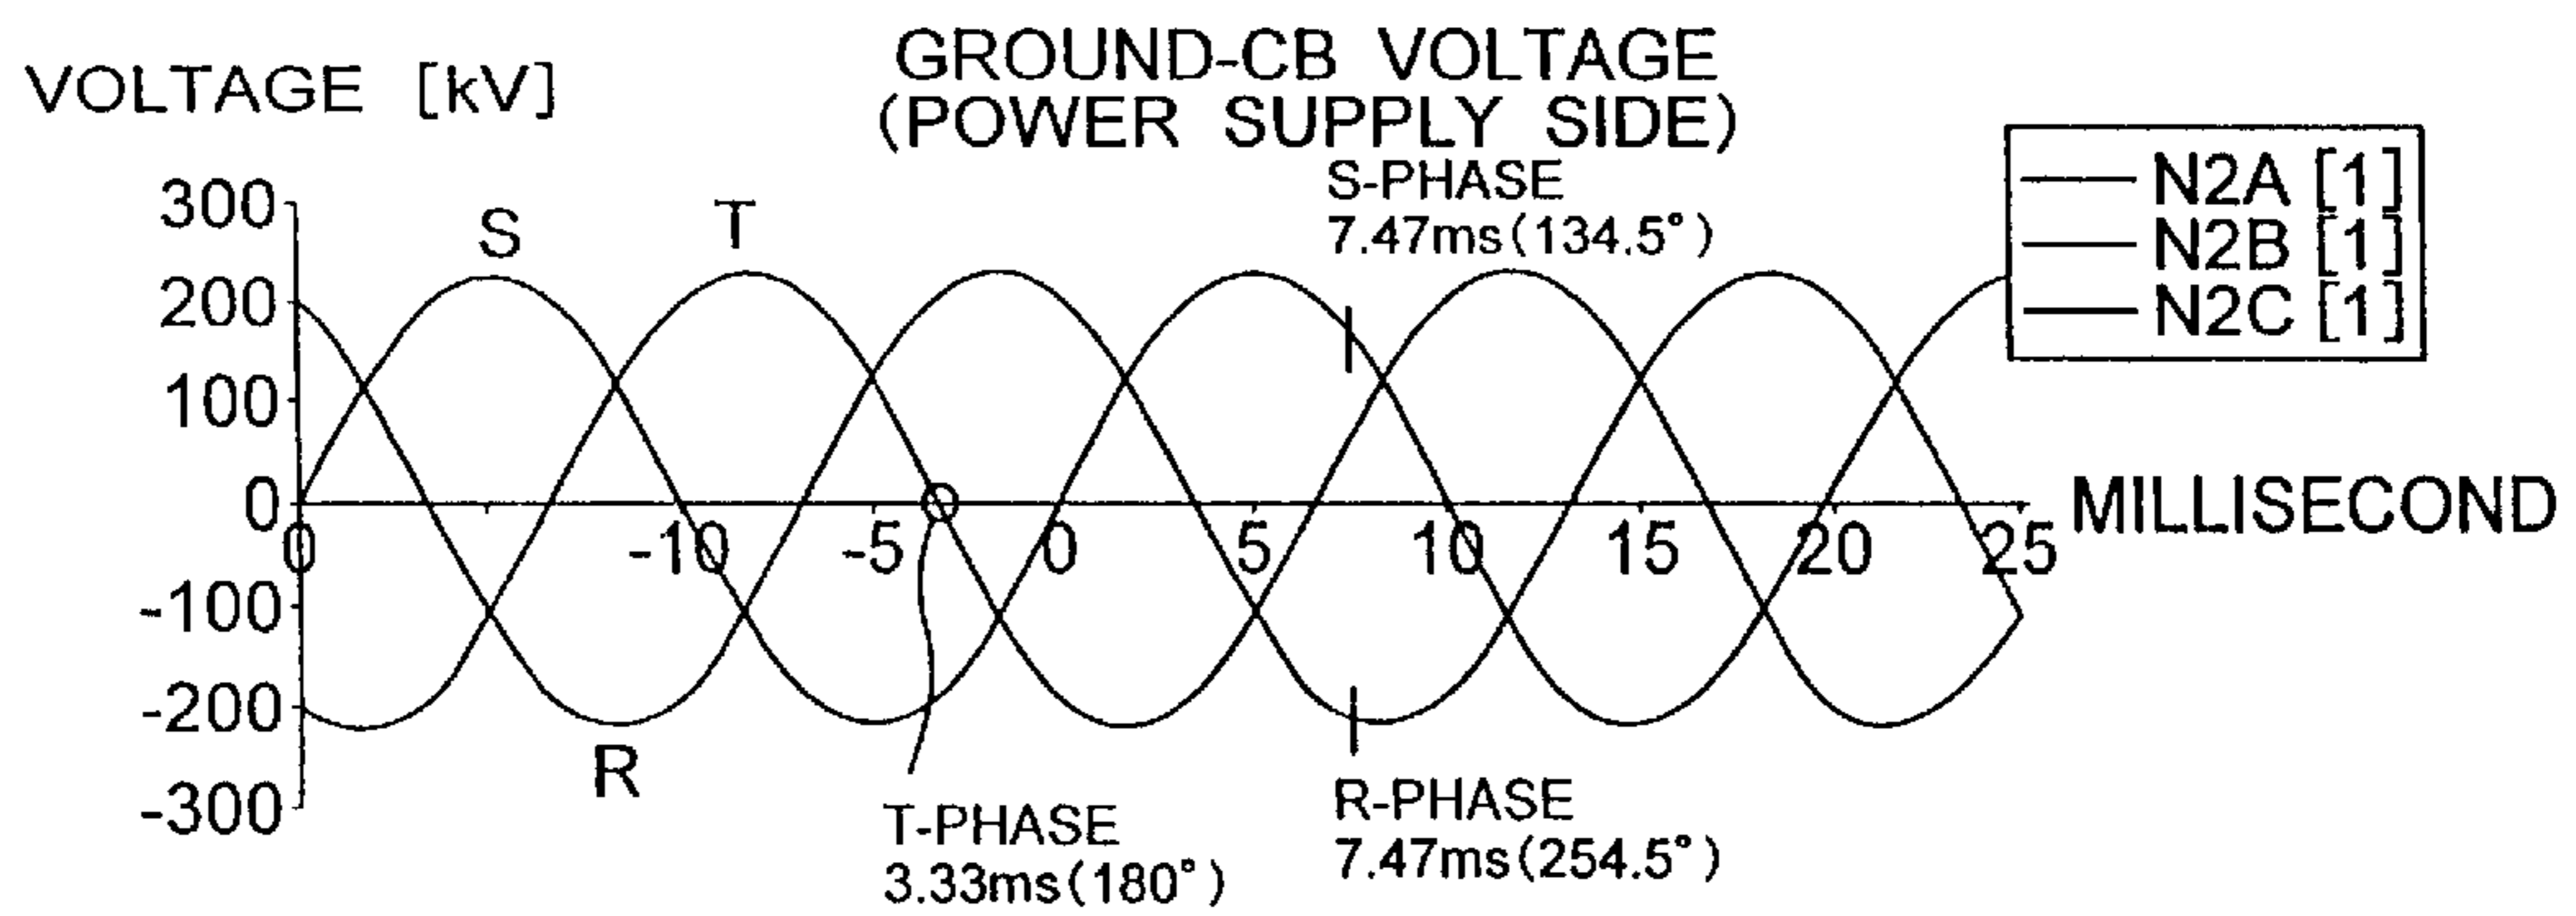 GROUND-CB VOLTAGE
(POWER SUPPLY SIDE)
VOLTAGE [kV]
S-PHASE
7.47ms(134.5°)
N2A [1]
N2B [1]
N2C [1]
300
200
100
0
-100
-200
-300
S
T
R
0 -10 -5 0 5 10 15 20 25
MILLISECOND
T-PHASE
3.33ms(180°)
R-PHASE
7.47ms(254.5°)